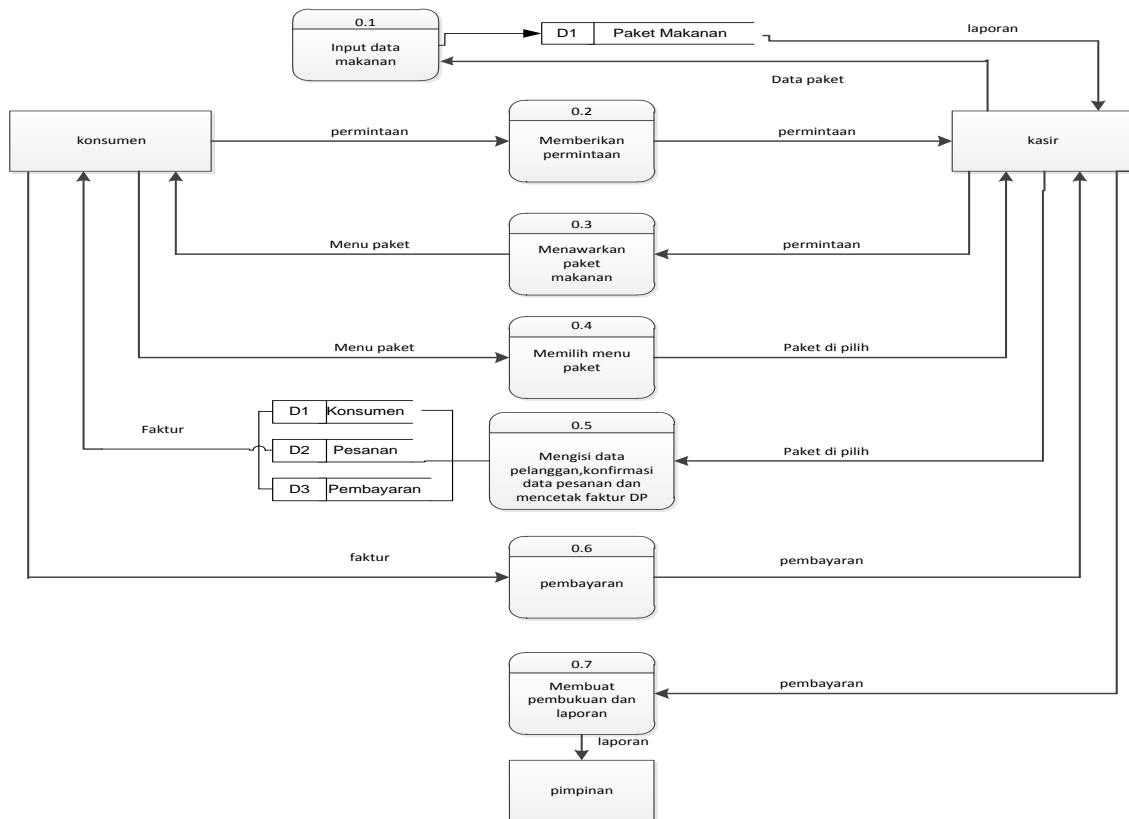 0.1
Input data
makanan
D1 Paket Makanan
laporan
Data paket
konsumen
permintaan
0.2
Memberikan
permintaan
permintaan
kasir
Menu paket
0.3
Menawarkan
paket
makanan
permintaan
Menu paket
0.4
Memilih menu
paket
Paket di pilih
Faktur
D1 Konsumen
D2 Pesanan
D3 Pembayaran
0.5
Mengisi data
pelanggan,konfirmasi
data pesanan dan
mencetak faktur DP
Paket di pilih
faktur
0.6
pembayaran
pembayaran
0.7
Membuat
pembukuan dan
laporan
pembayaran
laporan
pimpinan